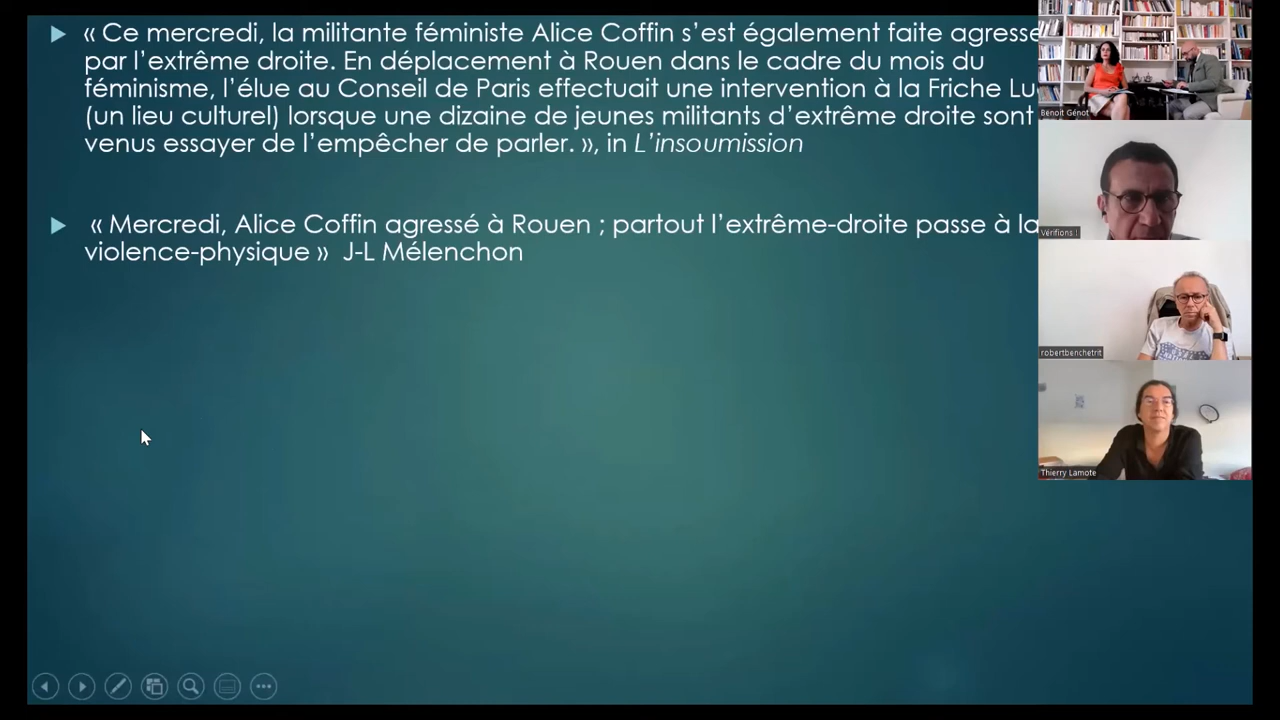 « Ce mercredi, la militante féministe Alice Coffin s’est également faite agresse
par l’extrême droite. En déplacement à Rouen dans le cadre du mois du
féminisme, l’élue au Conseil de Paris effectuait une intervention à la Friche Lu
(un lieu culturel) lorsque une dizaine de jeunes militants d’extrême droite sont
venus essayer de l’empêcher de parler. », in L’insoumission
« Mercredi, Alice Coffin agressé à Rouen ; partout l’extrême-droite passe à la
violence-physique » J-L Mélenchon
Benoit Génot
Vérifions !
robertbenchetrit
Thierry Lamote